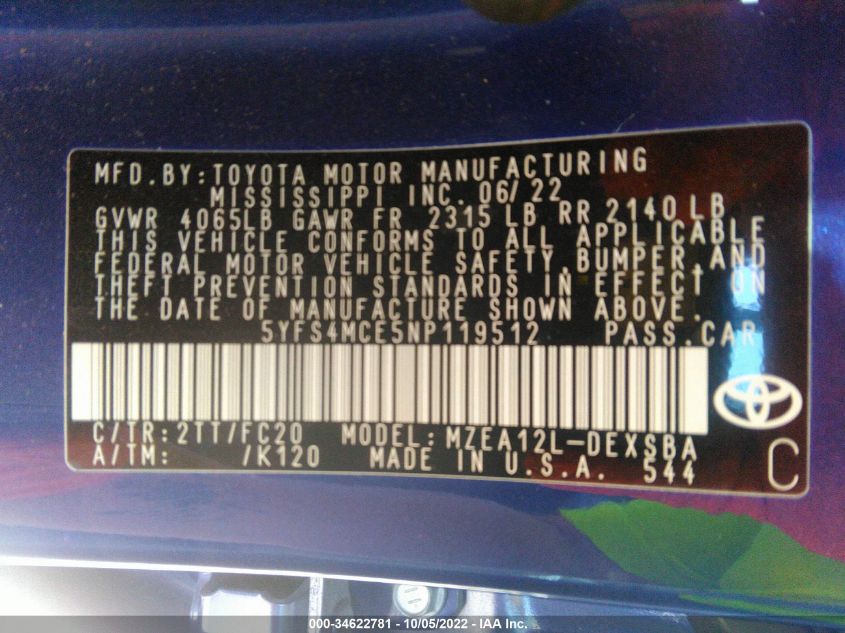 MFD.BY:TOYOTA MOTOR MANUFACTURING
MISSISSIPPI INC. 06/22
GVWR 4065LB GAWR FR 2315 LB RR 2140 LB
THIS VEHICLE CONFORMS TO ALL APPLICABLE
FEDERAL MOTOR VEHICLE SAFETY,BUMPER,AND
THEFT PREVENTION STANDARDS IN EFFECT ON
THE DATE OF MANUFACTURE SHOWN ABOVE.
5YFS4MCE5NP119512 PASS.CAR
C/TR:2TT/FC20 MODEL:MZEA12L-DEXSBA
A/TM: /K120 MADE IN U.S.A. 544
C
000-34622781 - 10/05/2022 - IAA Inc.